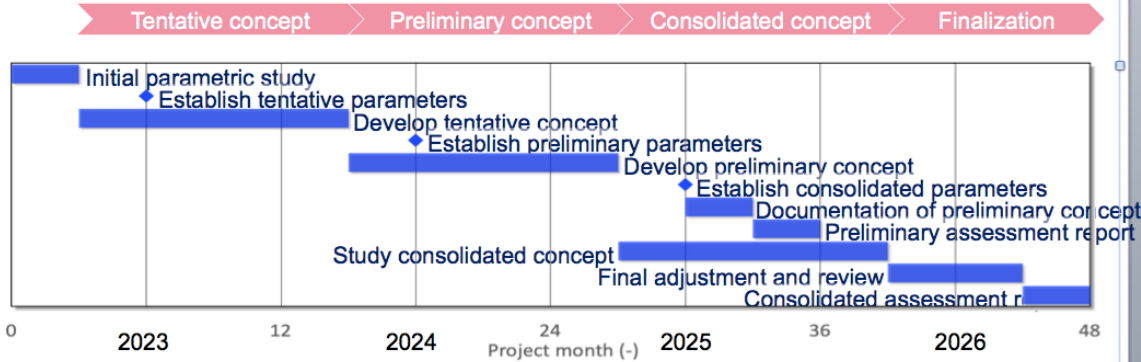 Tentative concept Preliminary concept Consolidated concept Finalization
Initial parametric study
Establish tentative parameters
Develop tentative concept
Establish preliminary parameters
Develop preliminary concept
Establish consolidated parameters
Documentation of preliminary concept
Preliminary assessment report
Study consolidated concept
Final adjustment and review
Consolidated assessment
0 12 24 36 48
2023 2024 2025 2026
Project month (-)